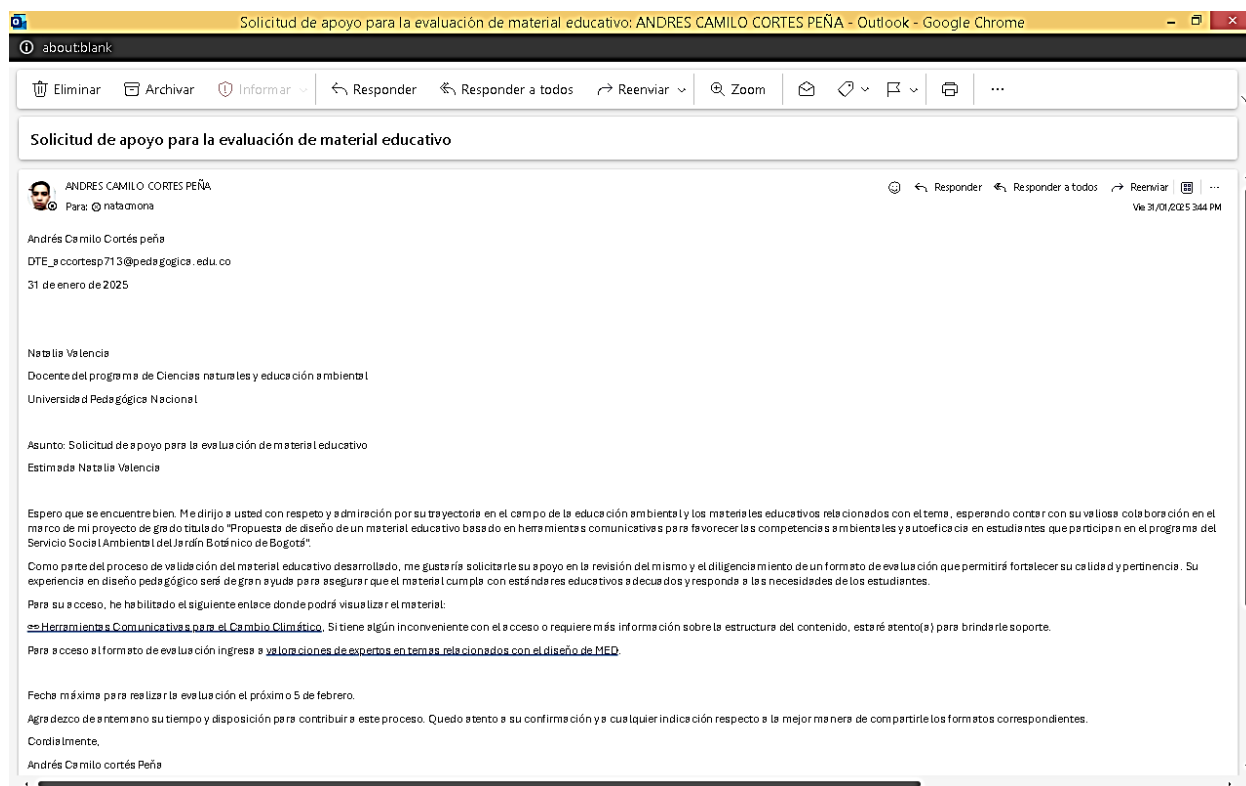 Solicitud de apoyo para la evaluación de material educativo: ANDRES CAMILO CORTES PEÑA - Outlook - Google Chrome
about:blank
Eliminar Archivar Informar Responder Responder a todos Reenviar Zoom
Solicitud de apoyo para la evaluación de material educativo
ANDRES CAMILO CORTES PEÑA
Responder Responder a todos Reenviar
Para: natacmona
Vie 31/01/2025 3:44 PM
Andrés Camilo Cortés peña
DTE_accortesp713@pedagogica.edu.co
31 de enero de 2025
Natalia Valencia
Docente del programa de Ciencias naturales y educación ambiental
Universidad Pedagógica Nacional
Asunto: Solicitud de apoyo para la evaluación de material educativo
Estimada Natalia Valencia
Espero que se encuentre bien. Me dirijo a usted con respeto y admiración por su trayectoria en el campo de la educación ambiental y los materiales educativos relacionados con el tema, esperando contar con su valiosa colaboración en el
marco de mi proyecto de grado titulado "Propuesta de diseño de un material educativo basado en herramientas comunicativas para favorecer las competencias ambientales y autoeficacia en estudiantes que participan en el programa del
Servicio Social Ambiental del Jardín Botánico de Bogotá".
Como parte del proceso de validación del material educativo desarrollado, me gustaría solicitarle su apoyo en la revisión del mismo y el diligenciamiento de un formato de evaluación que permitirá fortalecer su calidad y pertinencia. Su
experiencia en diseño pedagógico será de gran ayuda para asegurar que el material cumpla con estándares educativos adecuados y responda a las necesidades de los estudiantes.
Para su acceso, he habilitado el siguiente enlace donde podrá visualizar el material:
Herramientas Comunicativas para el Cambio Climático, Si tiene algún inconveniente con el acceso o requiere más información sobre la estructura del contenido, estaré atento(a) para brindarle soporte.
Para acceso al formato de evaluación ingresa a valoraciones de expertos en temas relacionados con el diseño de MED.
Fecha máxima para realizar la evaluación el próximo 5 de febrero.
Agradezco de antemano su tiempo y disposición para contribuir a este proceso. Quedo atento a su confirmación y a cualquier indicación respecto a la mejor manera de compartirle los formatos correspondientes.
Cordialmente,
Andrés Camilo cortés Peña